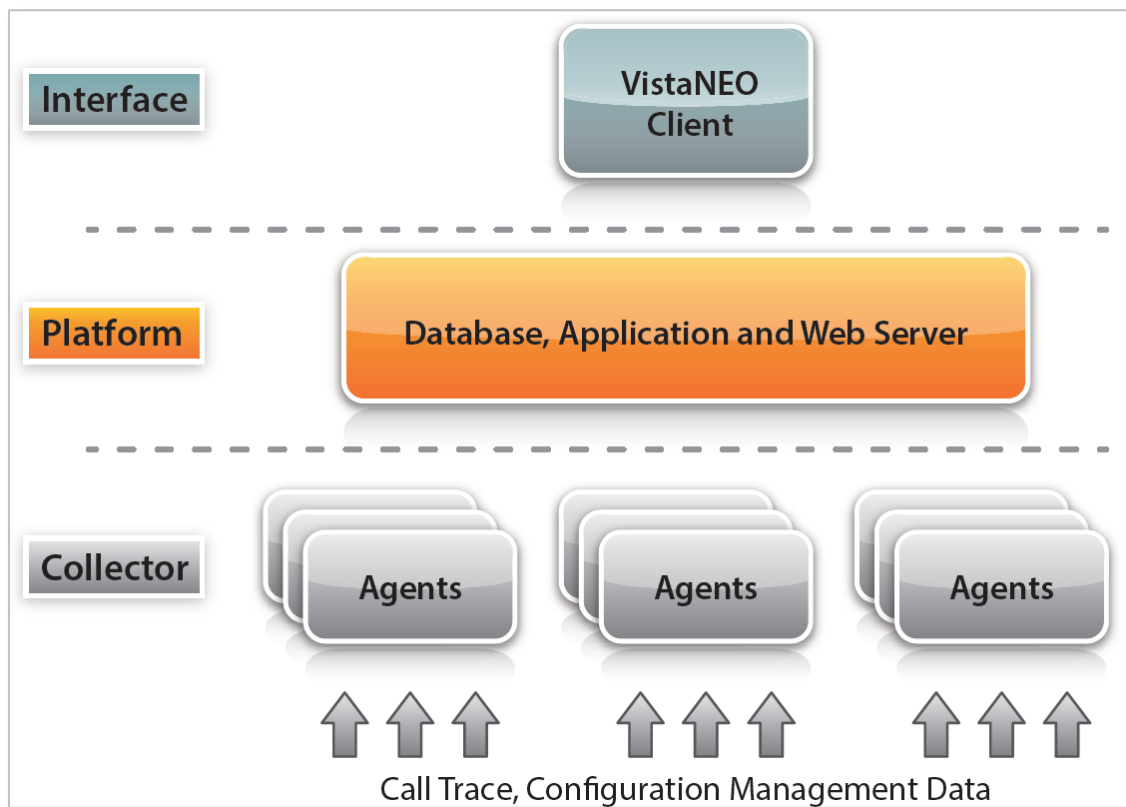 Interface
VistaNEO
Client
Platform
Database, Application and Web Server
Collector
Agents
Agents
Agents
Call Trace, Configuration Management Data